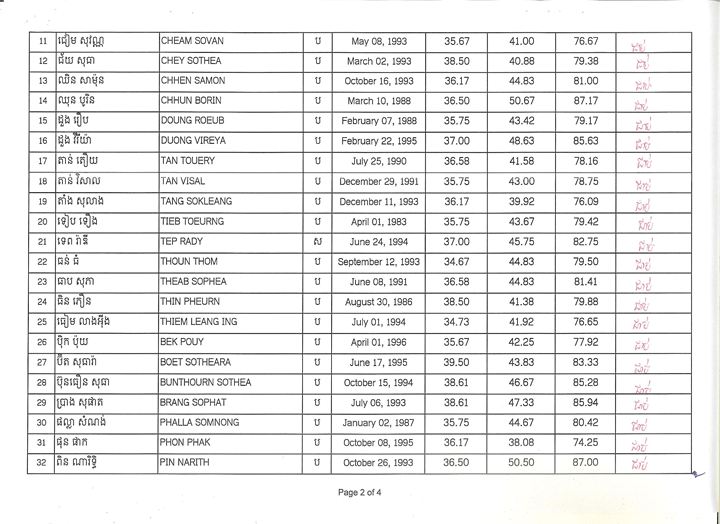 11 ជៀម សុវណ្ណ CHEAM SOVAN ប May 08, 1993 35.67 41.00 76.67 ជាប់
12 ជ័យ សុធា CHEY SOTHEA ប March 02, 1993 38.50 40.88 79.38 ជាប់
13 ឈិន សាម៉ុន CHHEN SAMON ប October 16, 1993 36.17 44.83 81.00 ជាប់
14 ឈុន បូរិន CHHUN BORIN ប March 10, 1988 36.50 50.67 87.17 ជាប់
15 ដួង រឿប DOUNG ROEUB ប February 07, 1988 35.75 43.42 79.17 ជាប់
16 ដួង វីរីយ៉ា DUONG VIREYA ប February 22, 1995 37.00 48.63 85.63 ជាប់
17 តាន់ តឿយ TAN TOUERY ប July 25, 1990 36.58 41.58 78.16 ជាប់
18 តាន់ វិសាល TAN VISAL ប December 29, 1991 35.75 43.00 78.75 ជាប់
19 តាំង សុលាង TANG SOKLEANG ប December 11, 1993 36.17 39.92 76.09 ជាប់
20 ទៀប ទឿង TIEB TOEURNG ប April 01, 1983 35.75 43.67 79.42 ជាប់
21 ទេព រ៉ាឌី TEP RADY ស June 24, 1994 37.00 45.75 82.75 ជាប់
22 ធន់ ធំ THOUN THOM ប September 12, 1993 34.67 44.83 79.50 ជាប់
23 ធាប សុភា THEAB SOPHEA ប June 08, 1991 36.58 44.83 81.41 ជាប់
24 ធិន ភឿន THIN PHEURN ប August 30, 1986 38.50 41.38 79.88 ជាប់
25 ធៀម លាងអ៊ីង THIEM LEANG ING ប July 01, 1994 34.73 41.92 76.65 ជាប់
26 ប៉ិក ប៉ុយ BEK POUY ប April 01, 1996 35.67 42.25 77.92 ជាប់
27 ប៊ឺត សុធារ៉ា BOET SOTHEARA ប June 17, 1995 39.50 43.83 83.33 ជាប់
28 ប៊ុនធឿន សុធា BUNTHOURN SOTHEA ប October 15, 1994 38.61 46.67 85.28 ជាប់
29 ប្រាង សុផាត BRANG SOPHAT ប July 06, 1993 38.61 47.33 85.94 ជាប់
30 ផល្លា សំណង់ PHALLA SOMNONG ប January 02, 1987 35.75 44.67 80.42 ជាប់
31 ផុន ផាក PHON PHAK ប October 08, 1995 36.17 38.08 74.25 ជាប់
32 ពិន ណារិទ្ធិ PIN NARITH ប October 26, 1993 36.50 50.50 87.00 ជាប់
Page 2 of 4